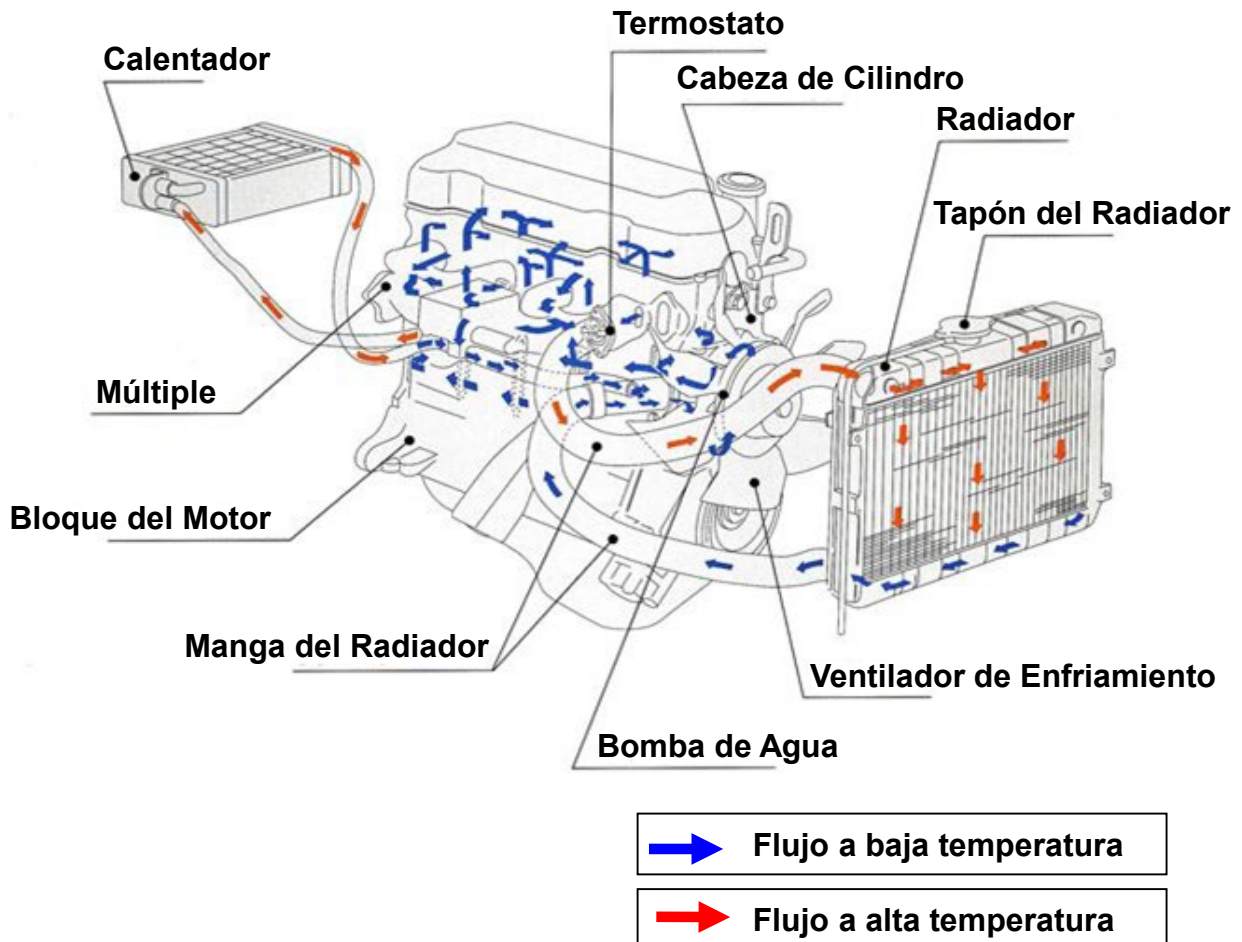 Termostato
Calentador
Cabeza de Cilindro
Radiador
Tapón del Radiador
Múltiple
Bloque del Motor
Manga del Radiador
Ventilador de Enfriamiento
Bomba de Agua
Flujo a baja temperatura
Flujo a alta temperatura